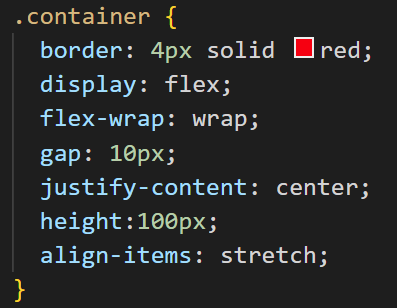 .container {
border: 4px solid red;
display: flex;
flex-wrap: wrap;
gap: 10px;
justify-content: center;
height:100px;
align-items: stretch;
}